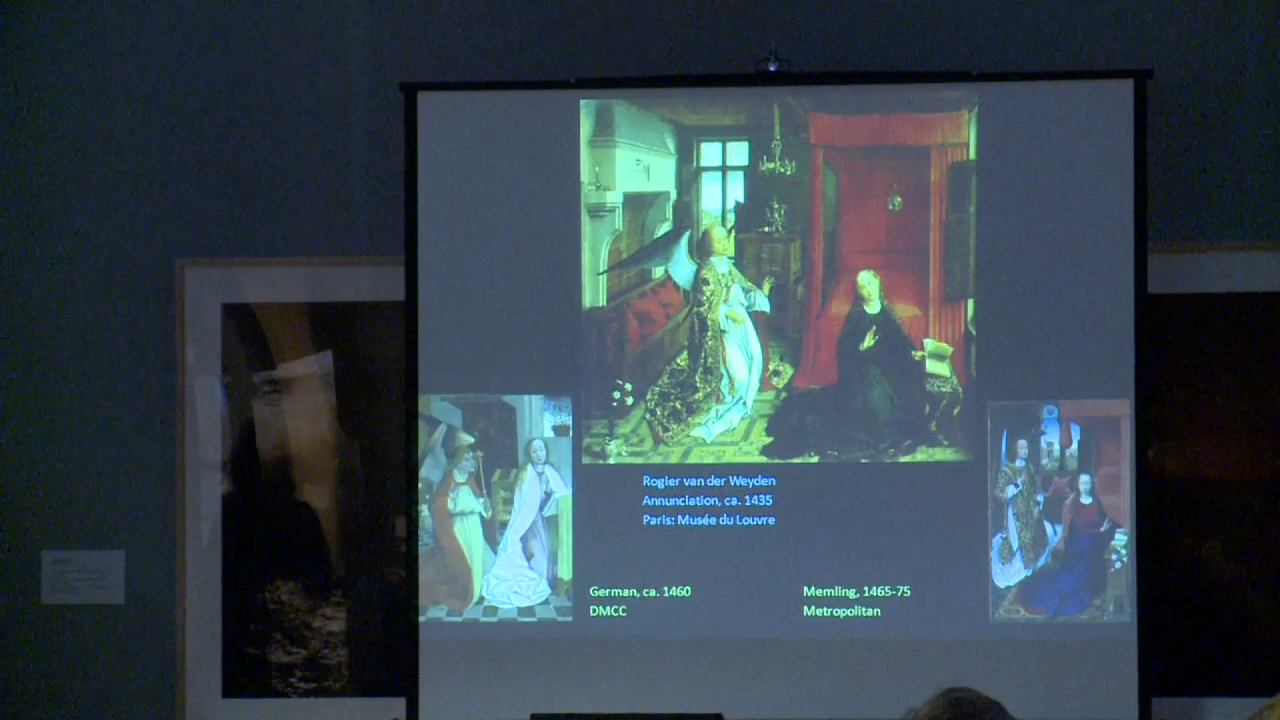 Rogier van der Weyden
Annunciation, ca. 1435
Paris: Musée du Louvre
German, ca. 1460
DMCC
Memling, 1465-75
Metropolitan